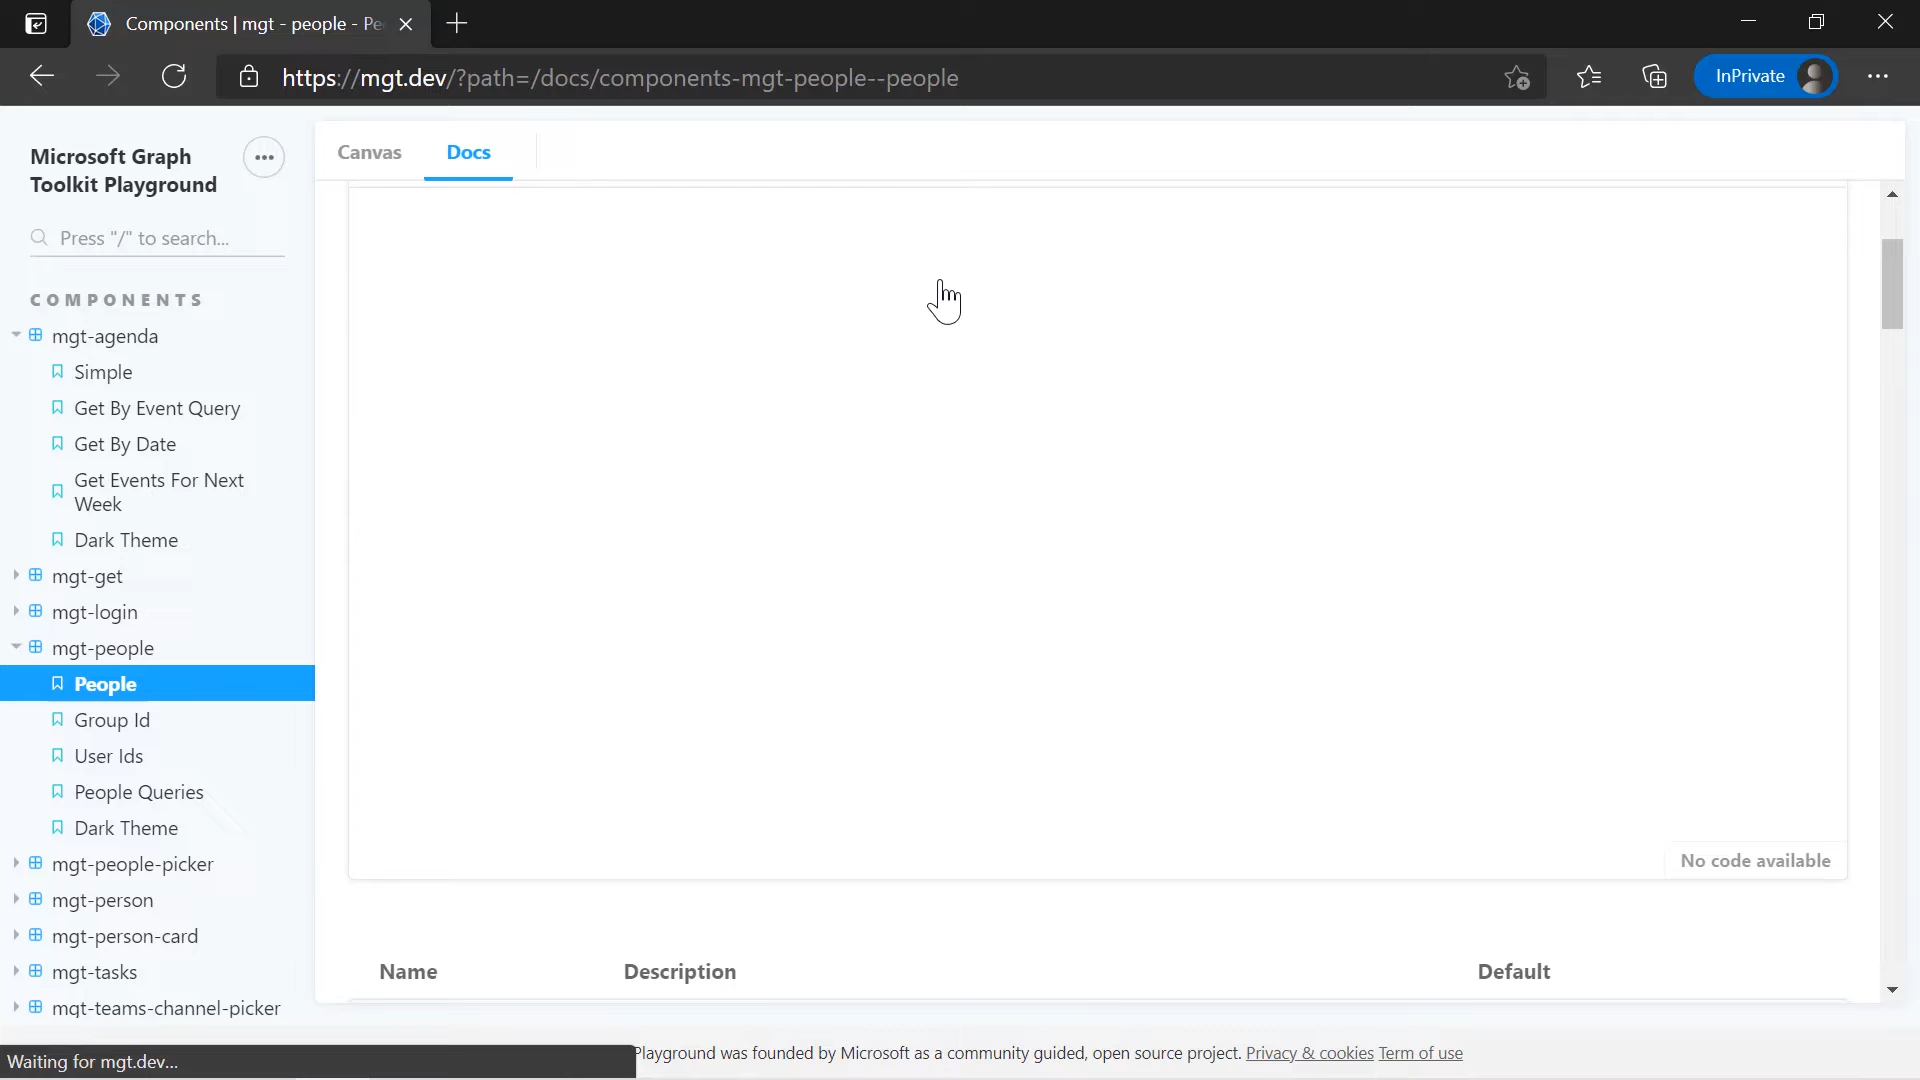 Components | mgt - people - Pe
https://mgt.dev/?path=/docs/components-mgt-people--people
InPrivate
Microsoft Graph
Toolkit Playground
Press "/" to search...
Canvas
Docs
COMPONENTS
mgt-agenda
Simple
Get By Event Query
Get By Date
Get Events For Next
Week
Dark Theme
mgt-get
mgt-login
mgt-people
People
Group Id
User Ids
People Queries
Dark Theme
mgt-people-picker
mgt-person
mgt-person-card
mgt-tasks
mgt-teams-channel-picker
No code available
Name Description Default
Playground was founded by Microsoft as a community guided, open source project. Privacy & cookies Term of use
Waiting for mgt.dev...